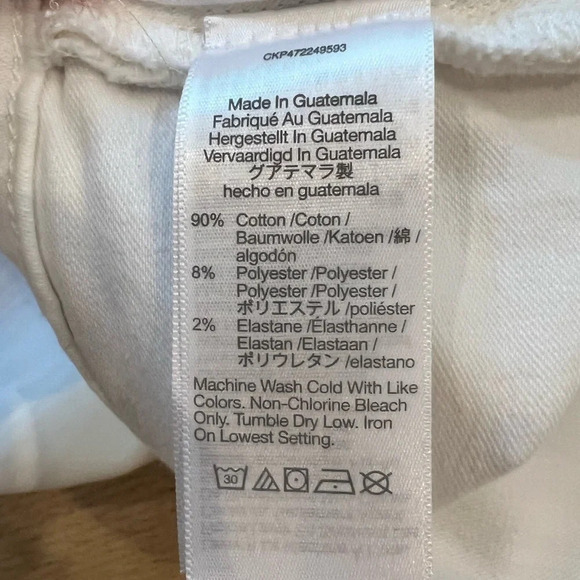 CKP472249593
Made In Guatemala
Fabriqué Au Guatemala
Hergestellt In Guatemala
Vervaardigd In Guatemala
グアテマラ製
hecho en guatemala
90% Cotton /Coton /
Baumwolle /Katoen /綿 /
algodón
8% Polyester /Polyester /
Polyester /Polyester /
ポリエステル /poliéster
2% Elastane /Élasthanne /
Elastan /Elastaan /
ポリウレタン /elastano
Machine Wash Cold With Like
Colors. Non-Chlorine Bleach
Only. Tumble Dry Low. Iron
On Lowest Setting.
30